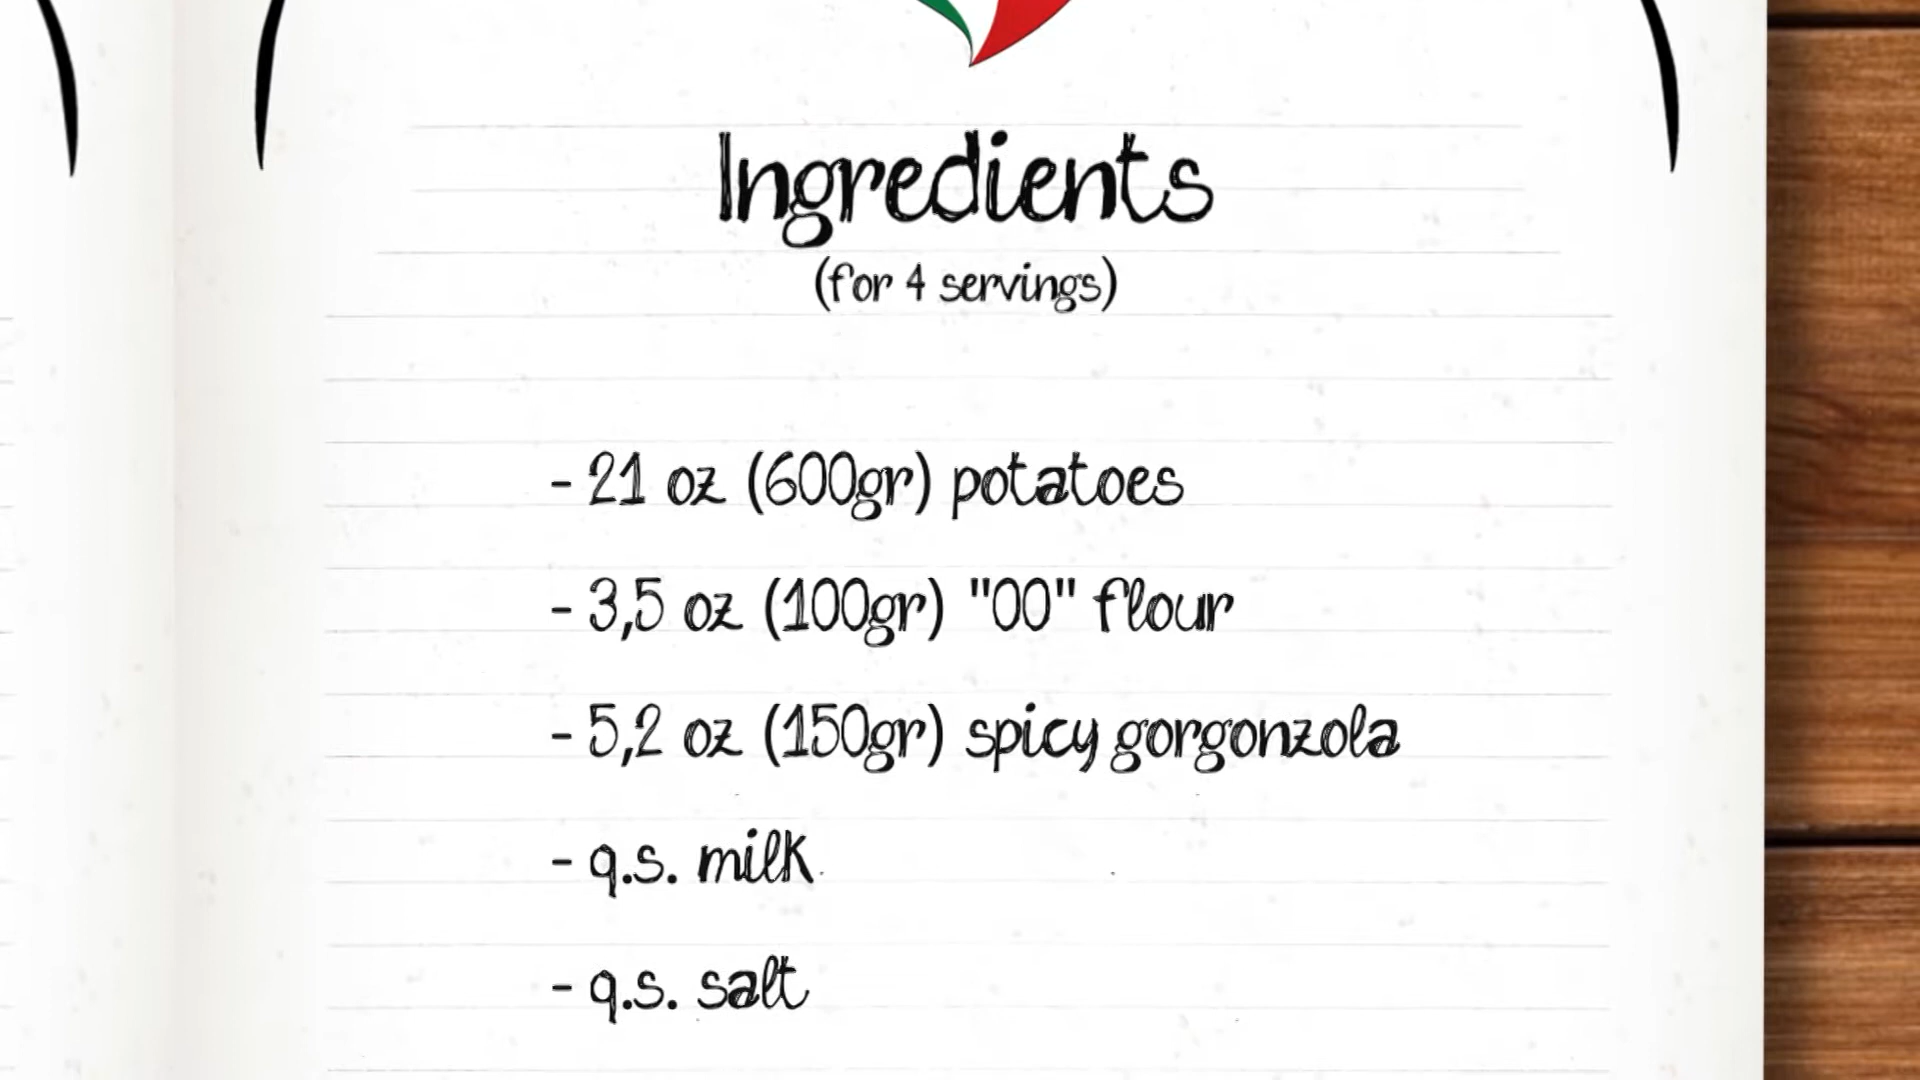 Ingredients
(for 4 servings)
- 21 oz (600gr) potatoes
- 3,5 oz (100gr) "00" flour
- 5,2 oz (150gr) spicy gorgonzola
- q.s. milk
- q.s. salt